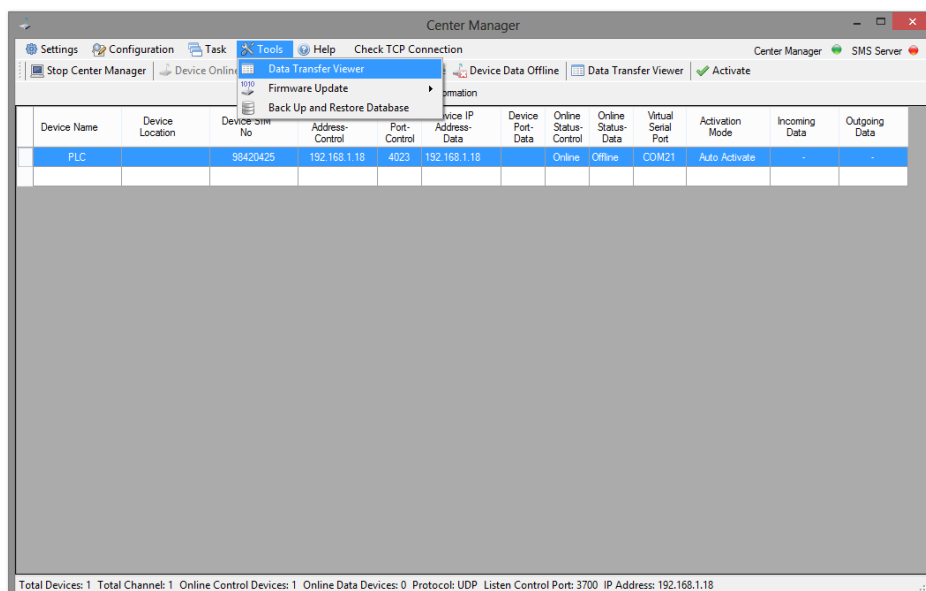 Center Manager
Settings Configuration Task Tools Help Check TCP Connection Center Manager SMS Server
Stop Center Manager Device Online Device Data Offline Data Transfer Viewer Activate
Data Transfer Viewer
Firmware Update
Back Up and Restore Database
Device Name
Device Location
Device SIM No
Address-Control
Port-Control
Device IP Address-Data
Device Port-Data
Online Status-Control
Online Status-Data
Virtual Serial Port
Activation Mode
Incoming Data
Outgoing Data
PLC 98420425 192.168.1.18 4023 192.168.1.18 Online Offline COM21 Auto Activate - -
Total Devices: 1 Total Channel: 1 Online Control Devices: 1 Online Data Devices: 0 Protocol: UDP Listen Control Port: 3700 IP Address: 192.168.1.18